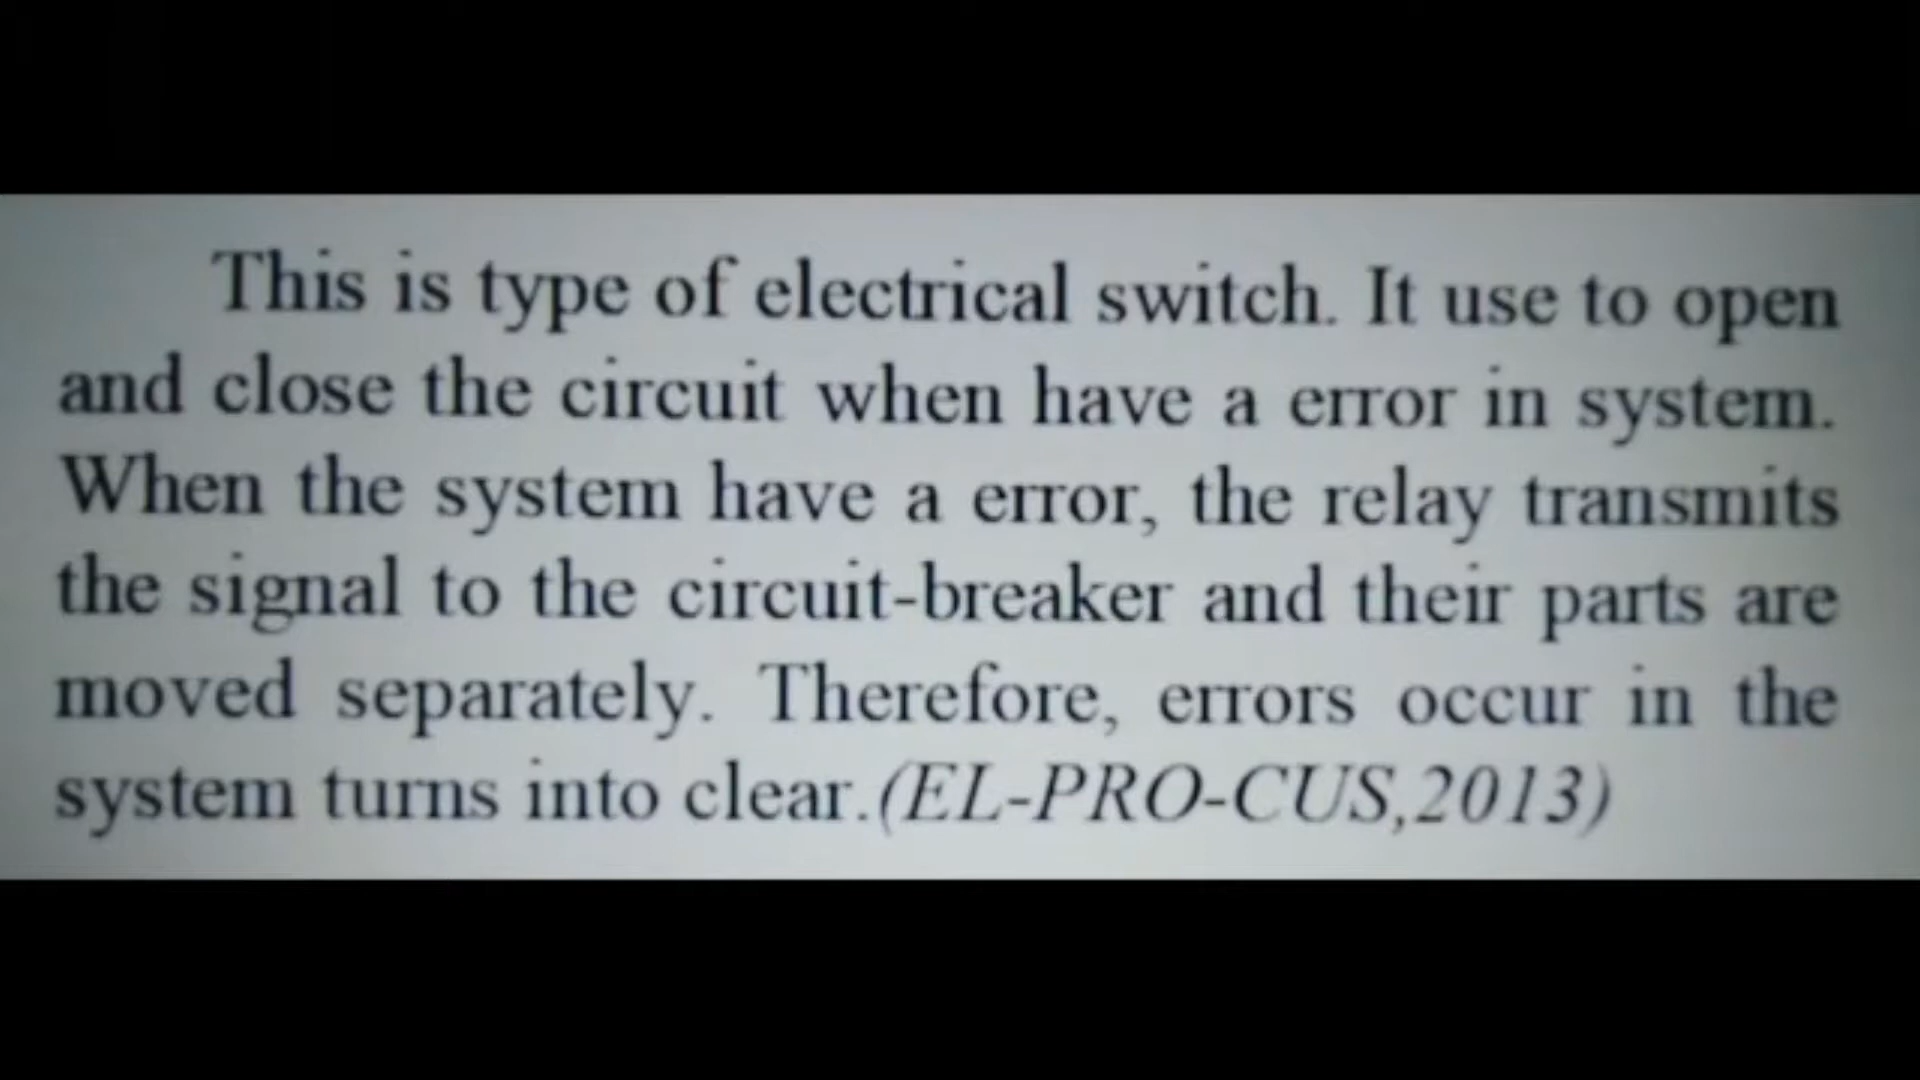 This is type of electrical switch. It use to open
and close the circuit when have a error in system.
When the system have a error, the relay transmits
the signal to the circuit-breaker and their parts are
moved separately. Therefore, errors occur in the
system turns into clear.(EL-PRO-CUS,2013)